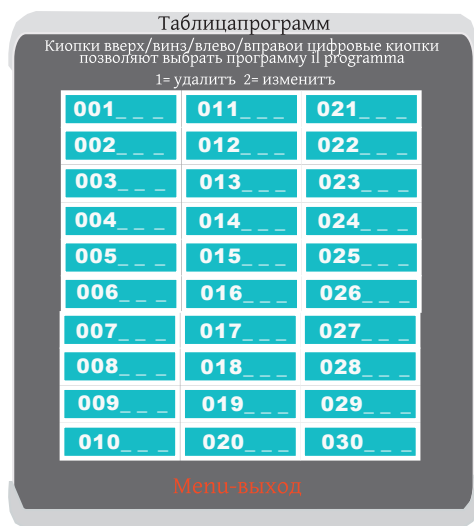 Таблицапрограмм
Киопки вверх/винз/влево/вправои цифровые киопки
позволяют выбрать программу il programma
1= удалитъ 2= изменитъ
001_ _ _ 011_ _ _ 021_ _ _
002_ _ _ 012_ _ _ 022_ _ _
003_ _ _ 013_ _ _ 023_ _ _
004_ _ _ 014_ _ _ 024_ _ _
005_ _ _ 015_ _ _ 025_ _ _
006_ _ _ 016_ _ _ 026_ _ _
007_ _ _ 017_ _ _ 027_ _ _
008_ _ _ 018_ _ _ 028_ _ _
009_ _ _ 019_ _ _ 029_ _ _
010_ _ _ 020_ _ _ 030_ _ _
Menu-выход